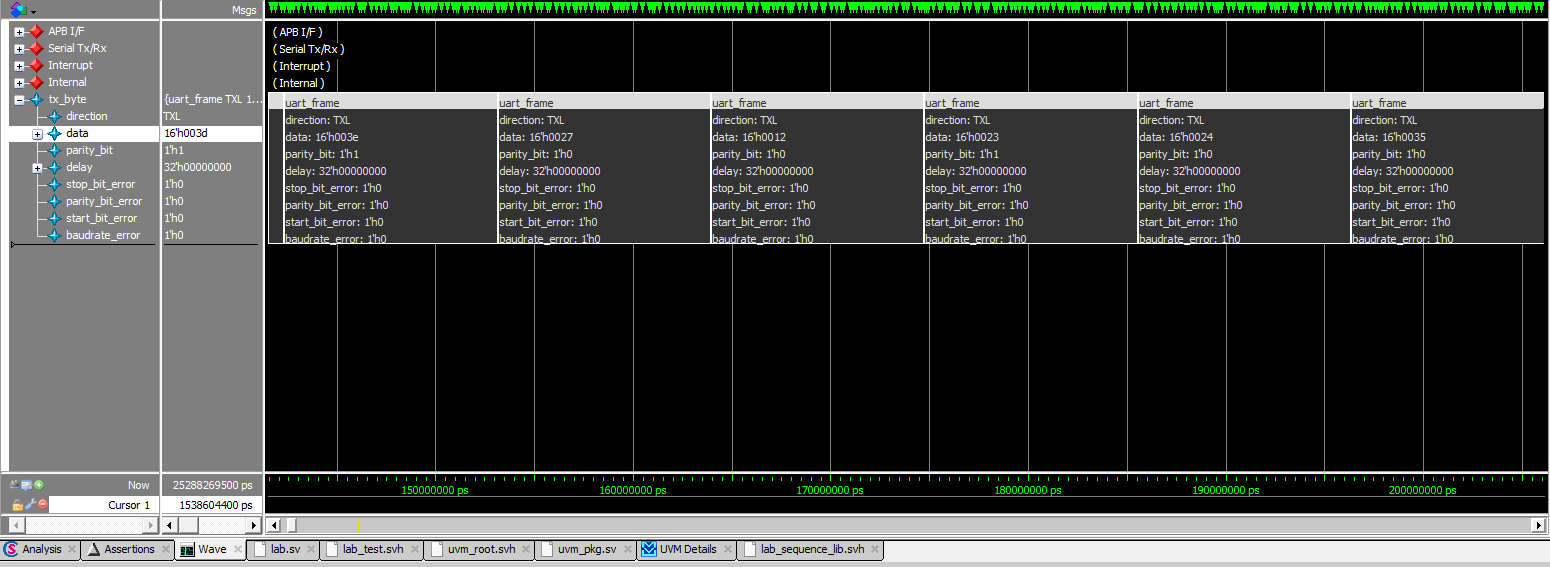 Msgs
APB I/F ( APB I/F )
Serial Tx/Rx ( Serial Tx/Rx )
Interrupt ( Interrupt )
Internal ( Internal )
tx_byte {uart_frame TXL 1... uart_frame uart_frame uart_frame uart_frame uart_frame uart_frame
direction TXL direction: TXL direction: TXL direction: TXL direction: TXL direction: TXL direction: TXL
data 16'h003d data: 16'h003e data: 16'h0027 data: 16'h0012 data: 16'h0023 data: 16'h0024 data: 16'h0035
parity_bit 1'h1 parity_bit: 1'h1 parity_bit: 1'h0 parity_bit: 1'h0 parity_bit: 1'h1 parity_bit: 1'h0 parity_bit: 1'h0
delay 32'h00000000 delay: 32'h00000000 delay: 32'h00000000 delay: 32'h00000000 delay: 32'h00000000 delay: 32'h00000000 delay: 32'h00000000
stop_bit_error 1'h0 stop_bit_error: 1'h0 stop_bit_error: 1'h0 stop_bit_error: 1'h0 stop_bit_error: 1'h0 stop_bit_error: 1'h0 stop_bit_error: 1'h0
parity_bit_error 1'h0 parity_bit_error: 1'h0 parity_bit_error: 1'h0 parity_bit_error: 1'h0 parity_bit_error: 1'h0 parity_bit_error: 1'h0 parity_bit_error: 1'h0
start_bit_error 1'h0 start_bit_error: 1'h0 start_bit_error: 1'h0 start_bit_error: 1'h0 start_bit_error: 1'h0 start_bit_error: 1'h0 start_bit_error: 1'h0
baudrate_error 1'h0 baudrate_error: 1'h0 baudrate_error: 1'h0 baudrate_error: 1'h0 baudrate_error: 1'h0 baudrate_error: 1'h0 baudrate_error: 1'h0
Now 25288269500 ps 150000000 ps 160000000 ps 170000000 ps 180000000 ps 190000000 ps 200000000 ps
Cursor 1 1538604400 ps
Analysis Assertions Wave lab.sv lab_test.svh uvm_root.svh uvm_pkg.sv UVM Details lab_sequence_lib.svh